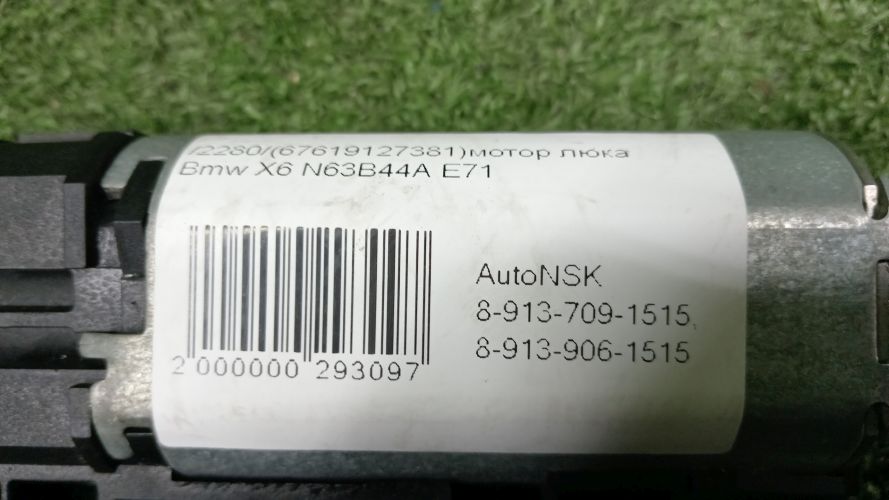 /2280/(67619127381)мотор люка
Bmw X6 N63B44A E71
AutoNSK
8-913-709-1515,
8-913-906-1515
2 000000 293097